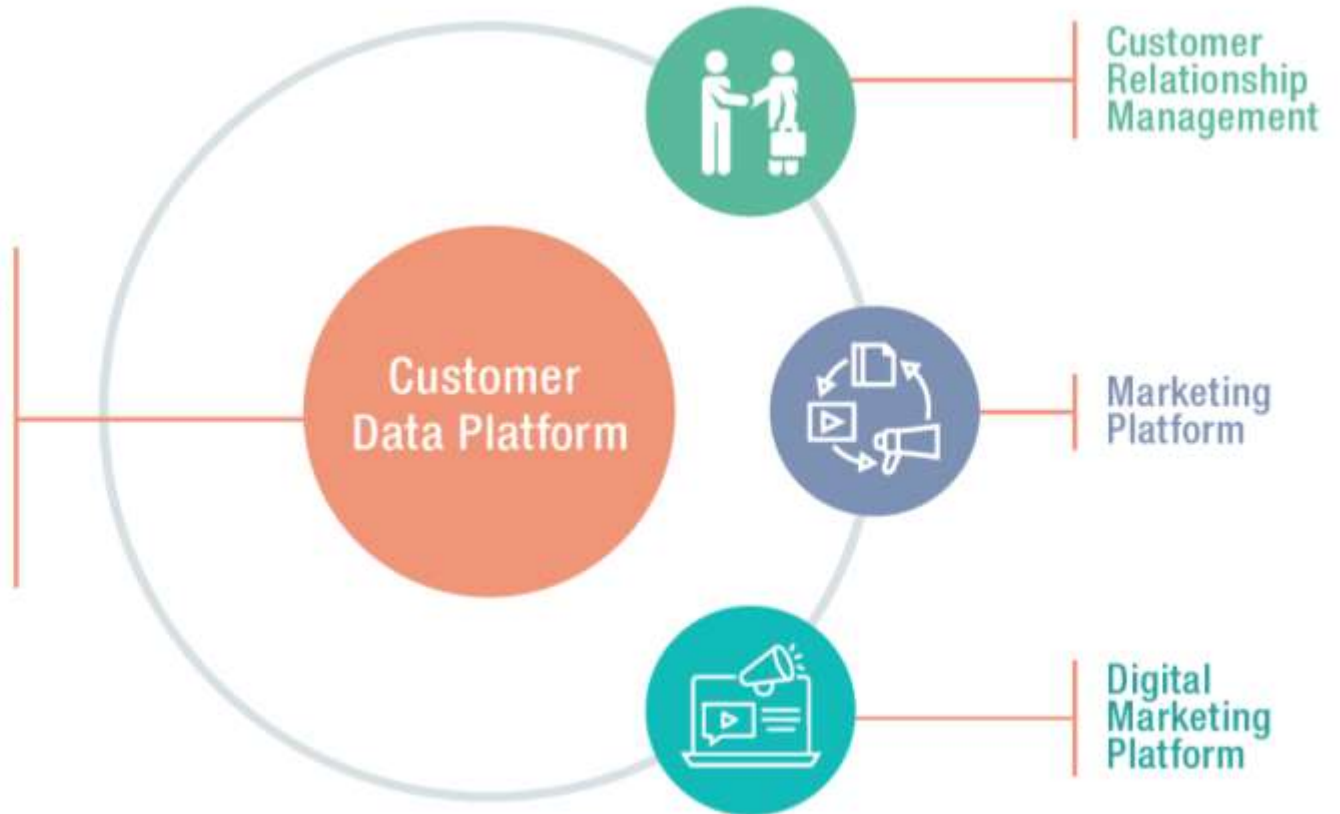 Customer
Relationship
Management
Customer
Data Platform
Marketing
Platform
Digital
Marketing
Platform